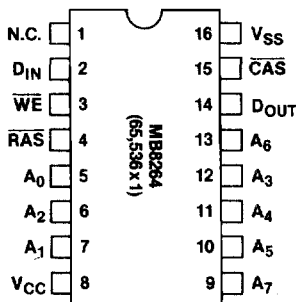 N.C. 1 16 VSS
DIN 2 15 CAS
WE 3 14 DOUT
RAS 4 13 A6
A0 5 12 A3
A2 6 11 A4
A1 7 10 A5
VCC 8 9 A7
MB8264
(65,536 x 1)